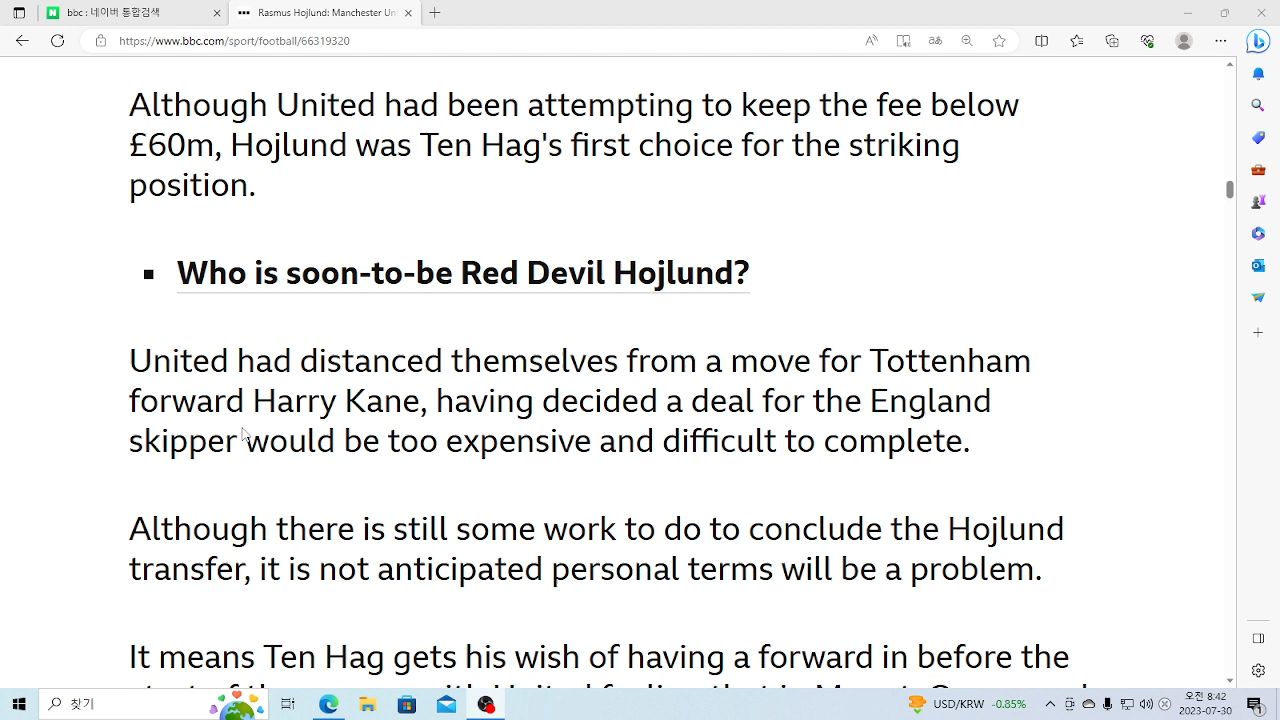 bbc : 네이버 통합검색
Rasmus Hojlund: Manchester Un
https://www.bbc.com/sport/football/66319320
Although United had been attempting to keep the fee below
£60m, Hojlund was Ten Hag's first choice for the striking
position.
Who is soon-to-be Red Devil Hojlund?
United had distanced themselves from a move for Tottenham
forward Harry Kane, having decided a deal for the England
skipper would be too expensive and difficult to complete.
Although there is still some work to do to conclude the Hojlund
transfer, it is not anticipated personal terms will be a problem.
It means Ten Hag gets his wish of having a forward in before the
찾기
USD/KRW -0.85%
오전 8:42
2023-07-30